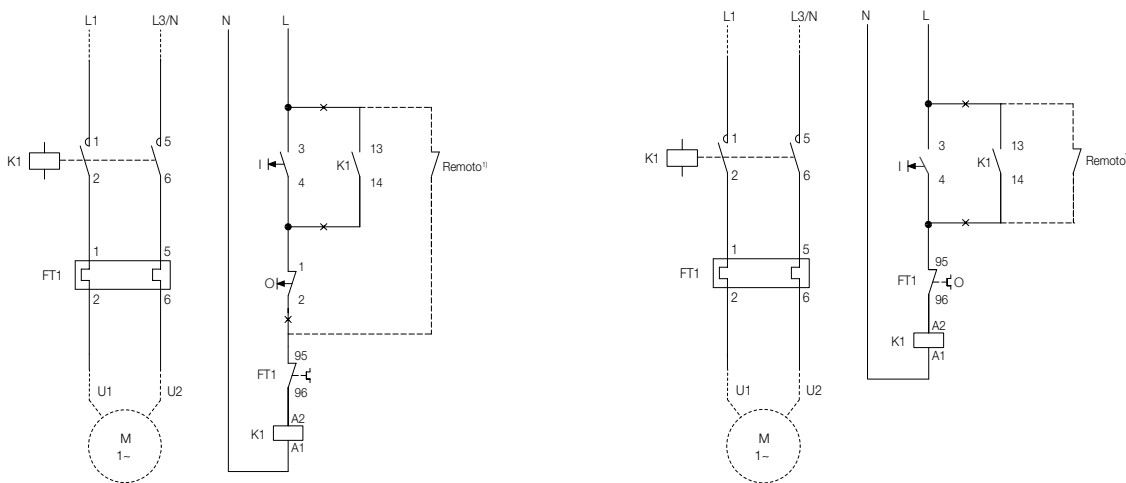 L1 L3/N N L
K1 1 5
2 6
I 3 K1 13 Remoto¹⁾
4 14
FT1 1 5
2 6
O 1
2
FT1 95
96
K1 A2
A1
U1 U2
M
1~
L1 L3/N N L
K1 1 5
2 6
I 3 K1 13 Remoto¹
4 14
FT1 1 5
2 6
FT1 95 O
96
K1 A2
A1
U1 U2
M
1~